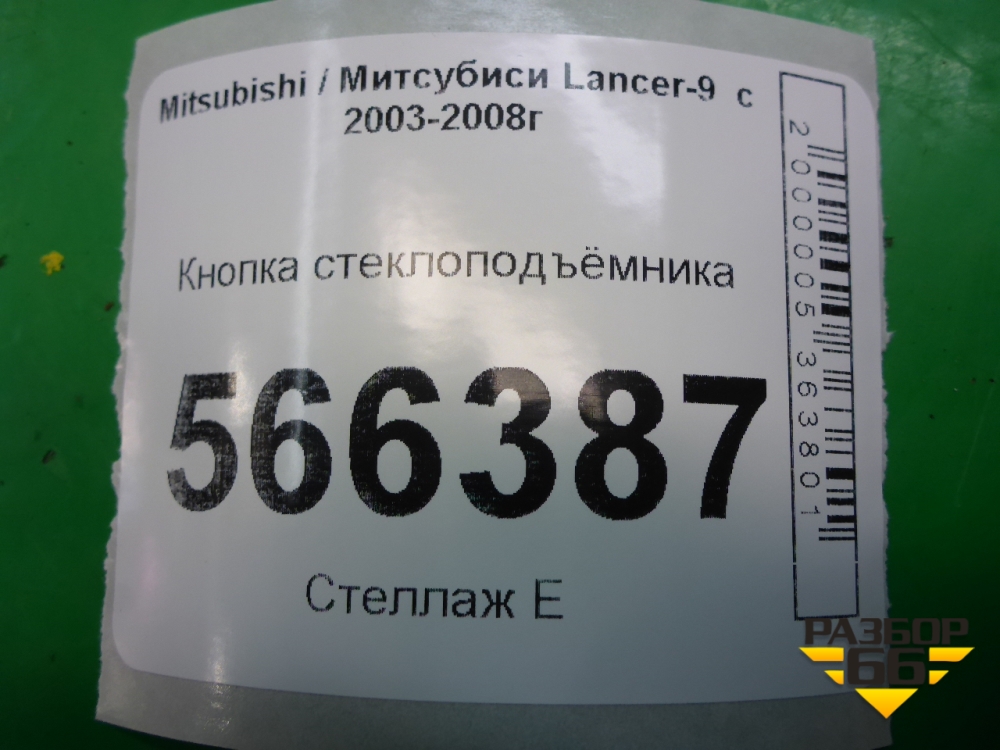 Mitsubishi / Митсубиси Lancer-9 с
2003-2008г
Кнопка стеклоподъёмника
566387
Стеллаж Е
2000005363801
РАЗБОР
66